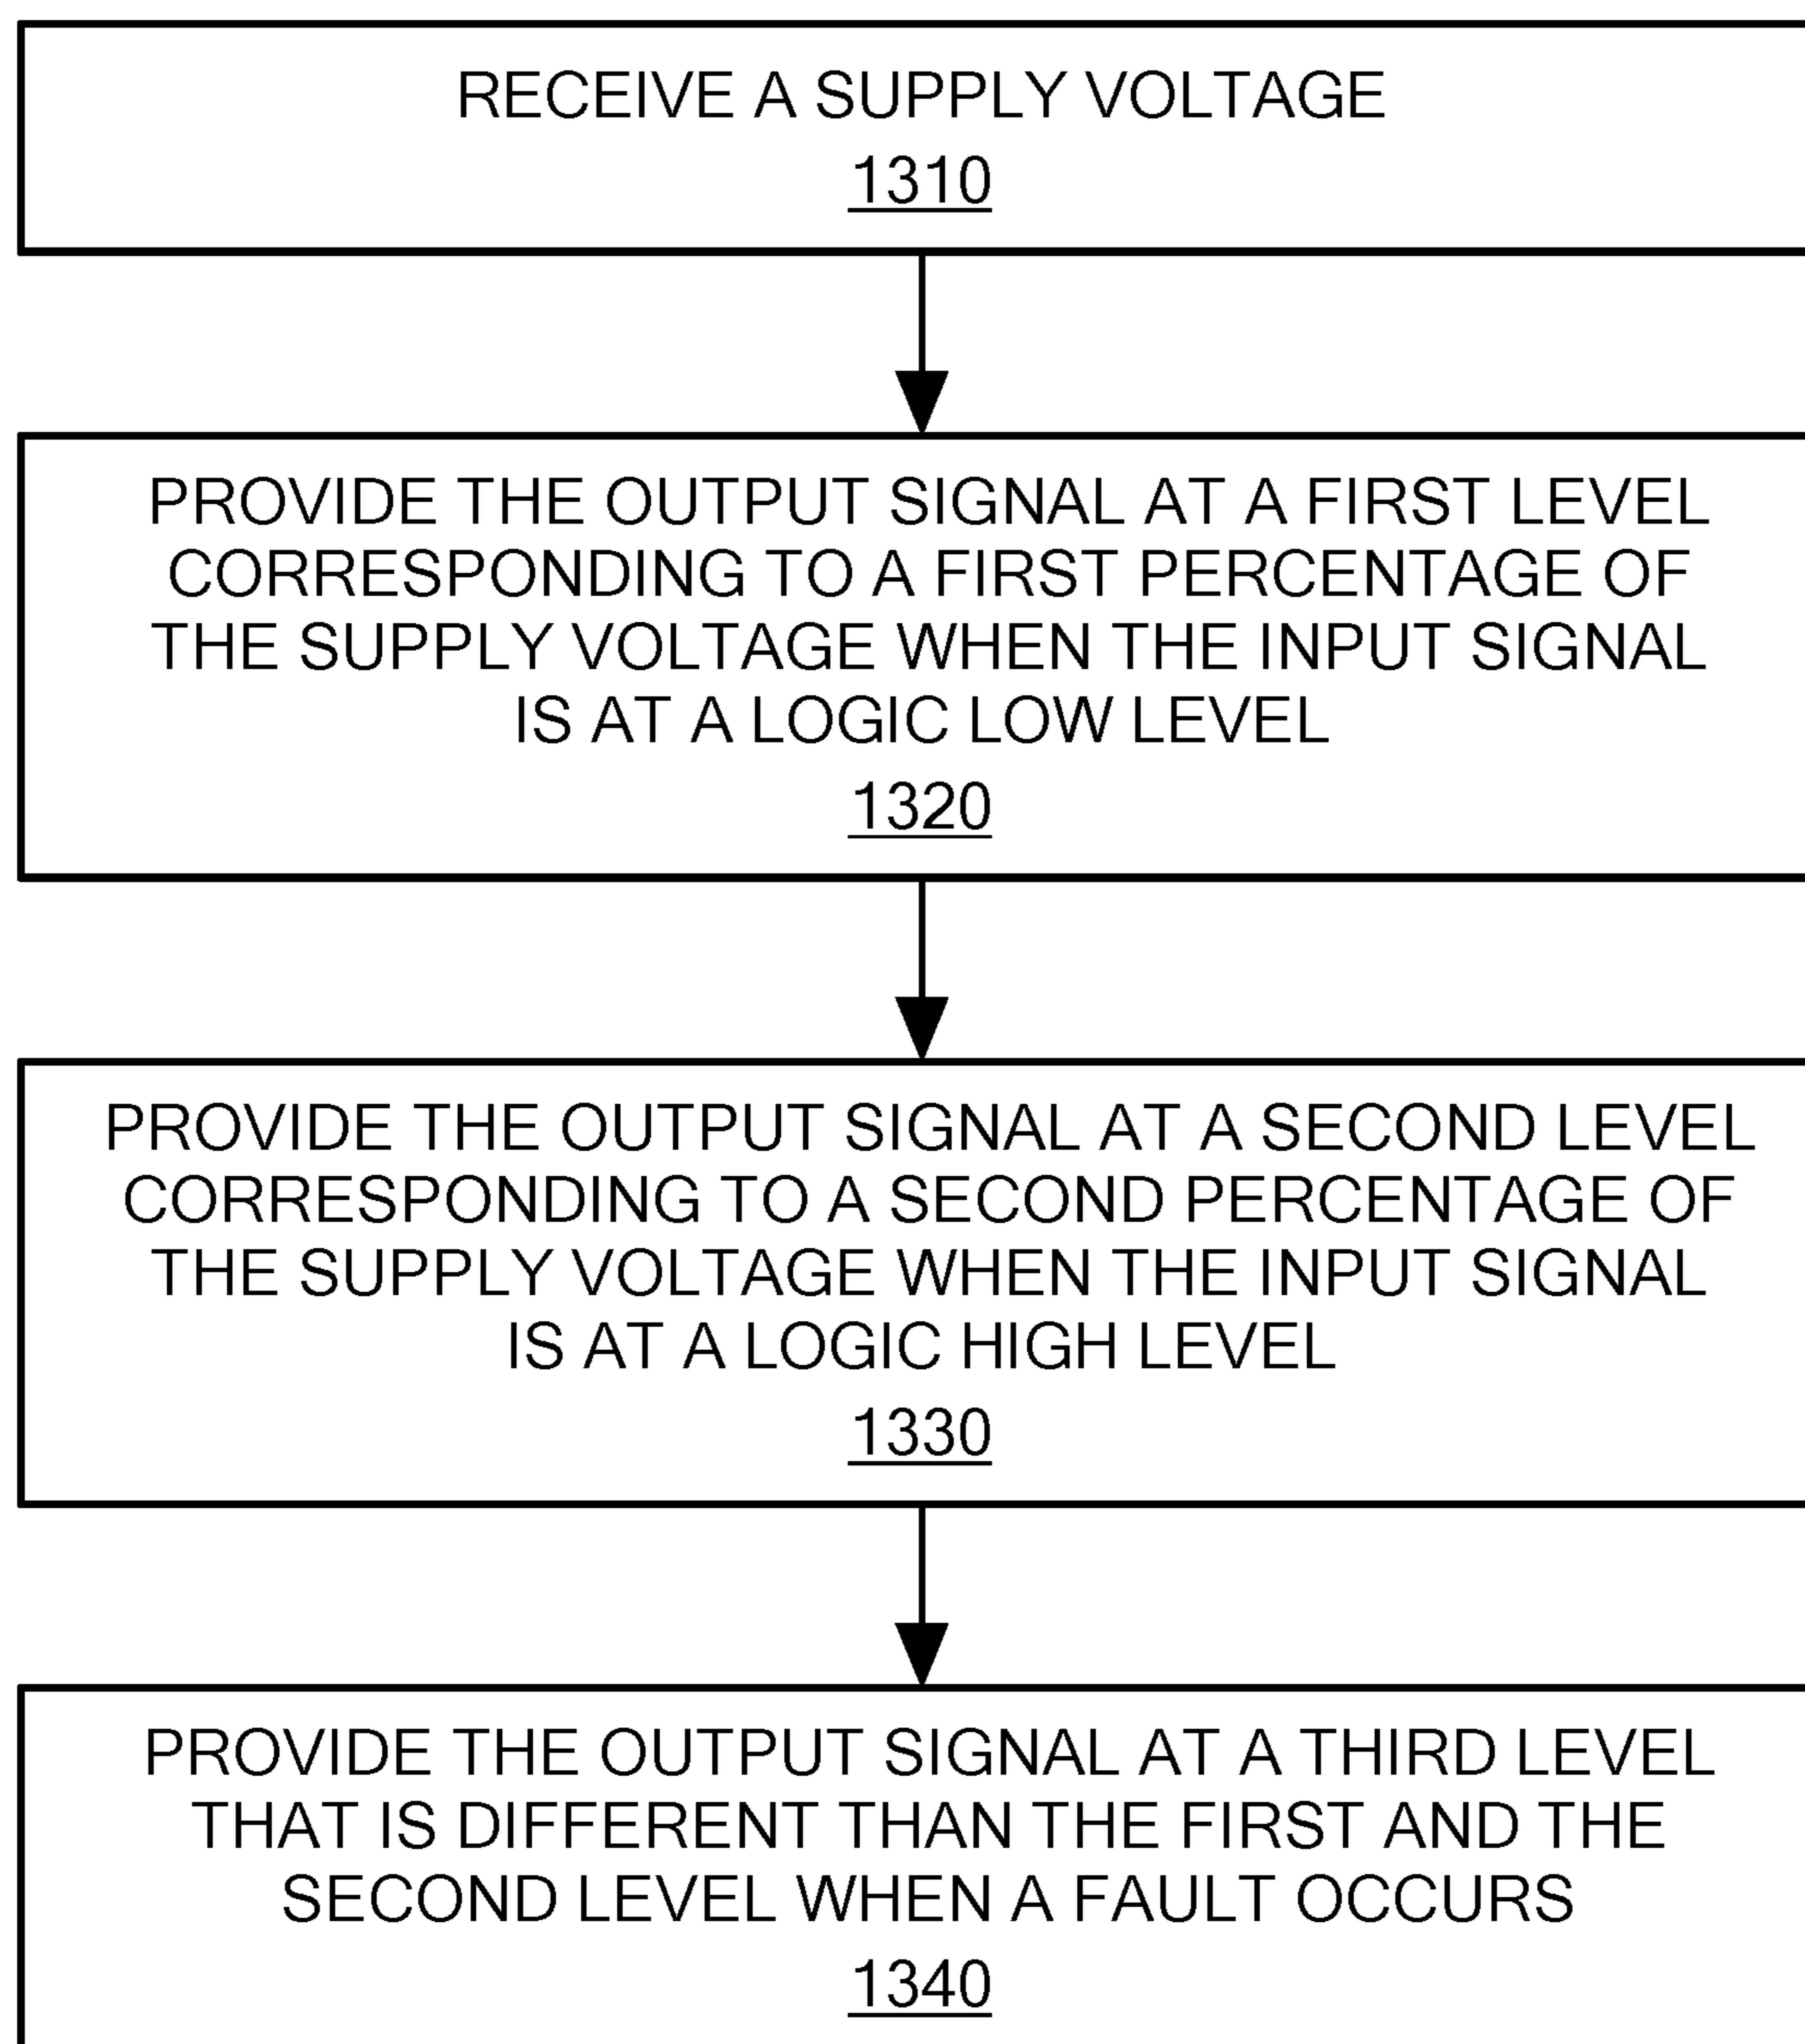 RECEIVE A SUPPLY VOLTAGE
1310
PROVIDE THE OUTPUT SIGNAL AT A FIRST LEVEL
CORRESPONDING TO A FIRST PERCENTAGE OF
THE SUPPLY VOLTAGE WHEN THE INPUT SIGNAL
IS AT A LOGIC LOW LEVEL
1320
PROVIDE THE OUTPUT SIGNAL AT A SECOND LEVEL
CORRESPONDING TO A SECOND PERCENTAGE OF
THE SUPPLY VOLTAGE WHEN THE INPUT SIGNAL
IS AT A LOGIC HIGH LEVEL
1330
PROVIDE THE OUTPUT SIGNAL AT A THIRD LEVEL
THAT IS DIFFERENT THAN THE FIRST AND THE
SECOND LEVEL WHEN A FAULT OCCURS
1340